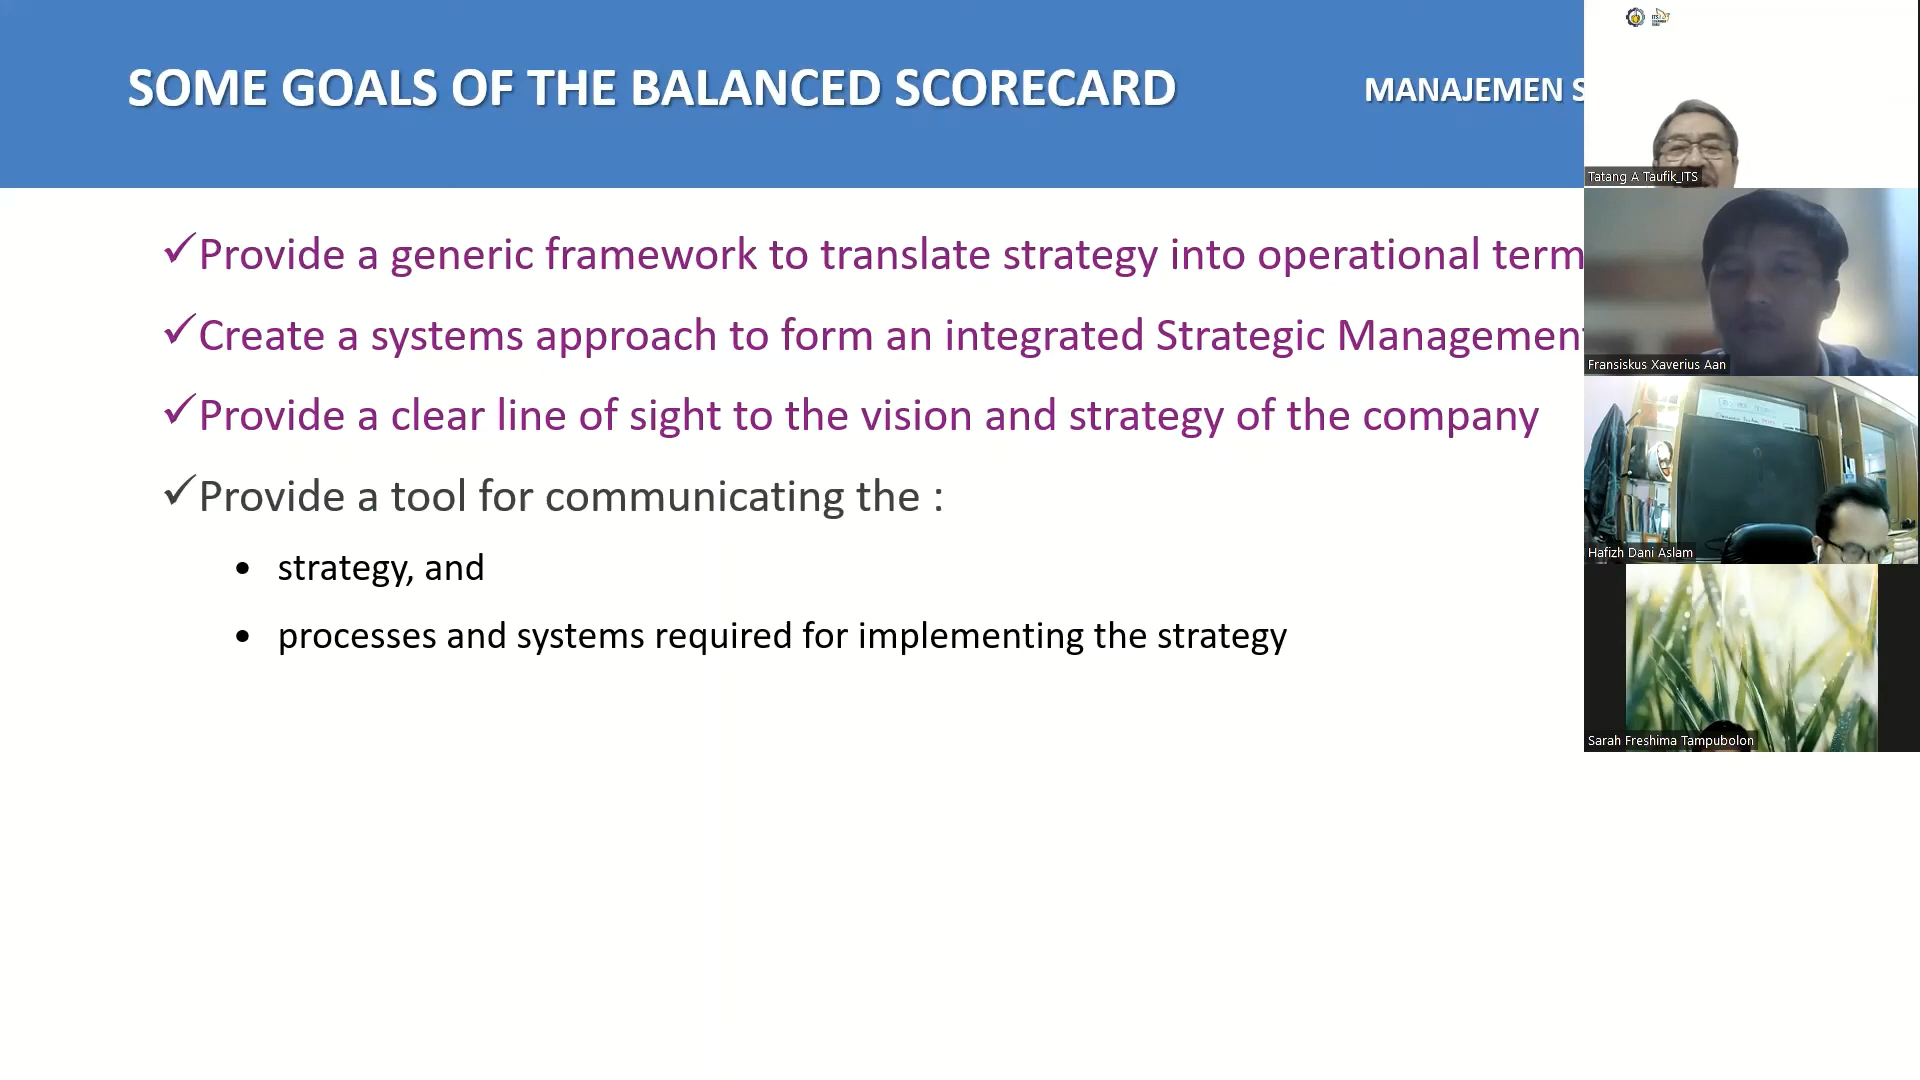 SOME GOALS OF THE BALANCED SCORECARD
MANAJEMEN S
✓Provide a generic framework to translate strategy into operational term
✓Create a systems approach to form an integrated Strategic Management
✓Provide a clear line of sight to the vision and strategy of the company
✓Provide a tool for communicating the :
• strategy, and
• processes and systems required for implementing the strategy
Tatang A Taufik_ITS
Fransiskus Xaverius Aan
Hafizh Dani Aslam
Sarah Freshima Tampubolon